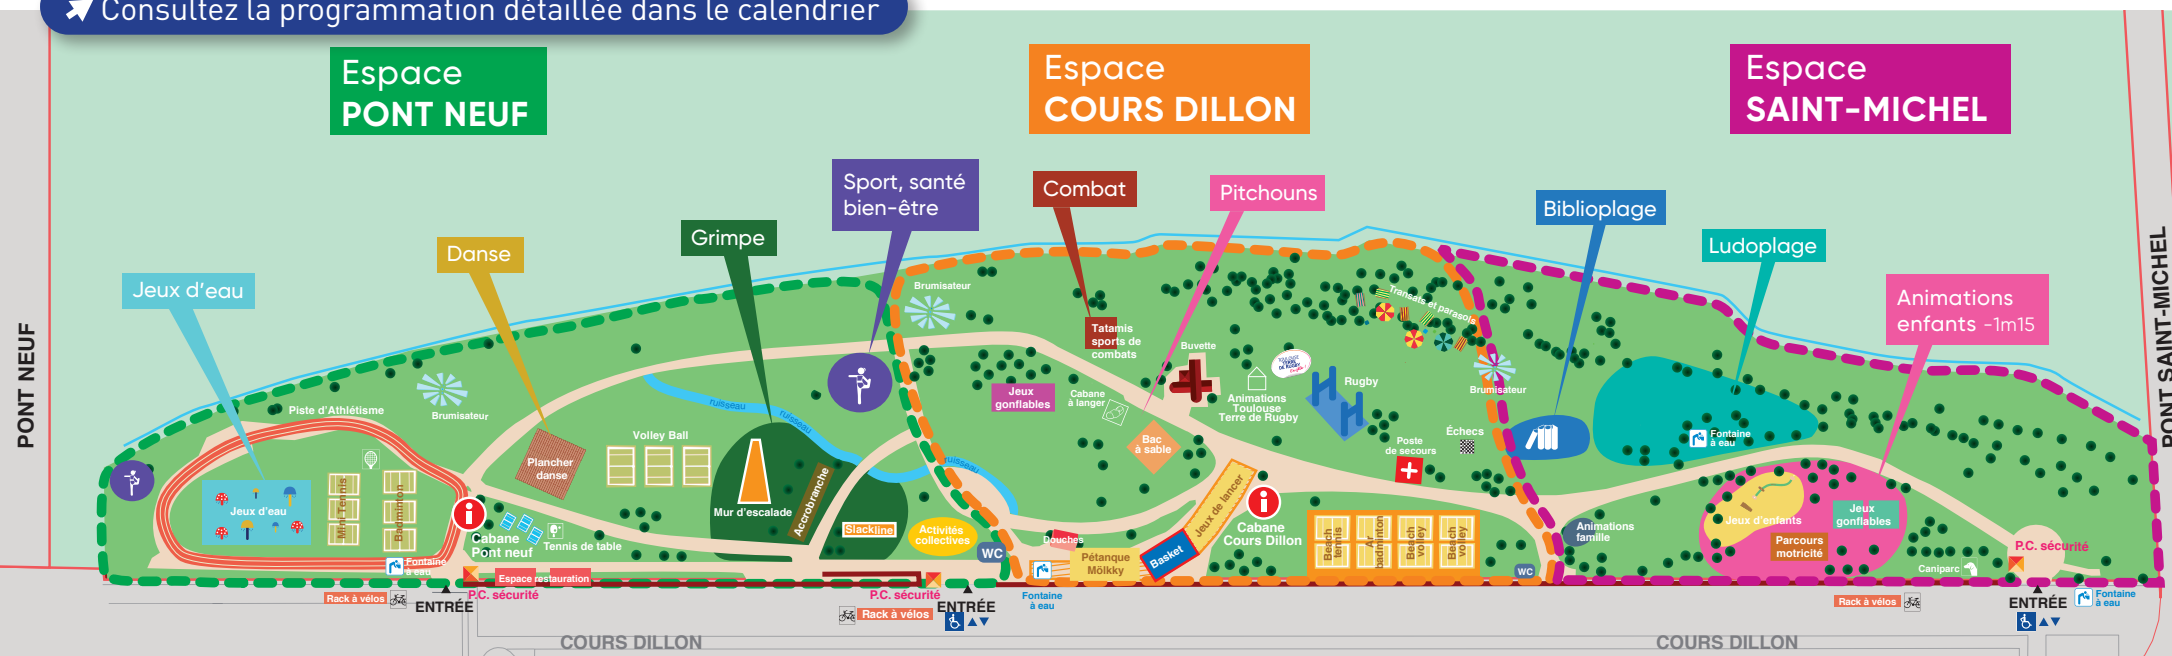 Consultez la programmation détaillée dans le calendrier
Espace
PONT NEUF
Espace
COURS DILLON
Espace
SAINT-MICHEL
Sport, santé
bien-être
Combat
Pitchouns
Biblioplage
Grimpe
Danse
Ludoplage
Jeux d'eau
Animations
enfants -1m15
PONT NEUF
PONT SAINT-MICHEL
Brumisateur
Transats et parasols
Tatamis
sports de
combats
Buvette
Jeux
gonflables
Cabane
à langer
Animations
Toulouse
Terre de Rugby
TOULOUSE
TERRE
DE RUGBY
Rugby
Brumisateur
Piste d'Athlétisme
Brumisateur
ruisseau
ruisseau
ruisseau
Volley Ball
Plancher
danse
Bac
à sable
Poste
de secours
Échecs
Fontaine
à eau
Jeux d'eau
Mini Tennis
Badminton
Mur d'escalade
Accrobranche
Slackline
Activités
collectives
Jeux de lancer
i
Cabane
Pont neuf
Tennis de table
i
Cabane
Cours Dillon
Beach
tennis
Air
badminton
Beach
volley
Beach
volley
Animations
famille
Jeux d'enfants
Jeux
gonflables
Parcours
motricité
Caniparc
P.C. sécurité
Fontaine
à eau
Espace restauration
WC
Douches
Pétanque
Mölkky
Basket
WC
Rack à vélos
ENTRÉE
P.C. sécurité
P.C. sécurité
Rack à vélos
ENTRÉE
Fontaine
à eau
Rack à vélos
ENTRÉE
Fontaine
à eau
COURS DILLON
COURS DILLON